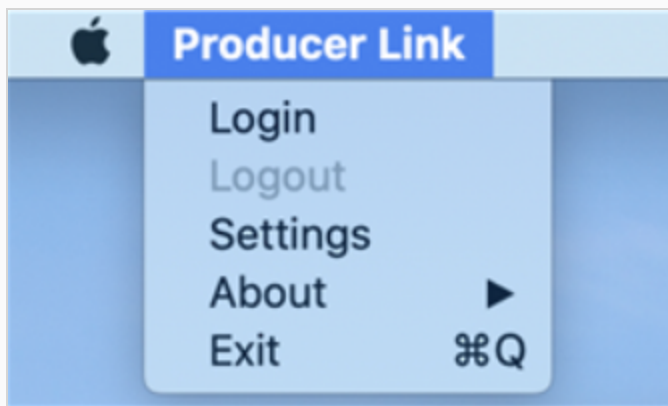 Producer Link
Login
Logout
Settings
About ▶
Exit ⌘Q